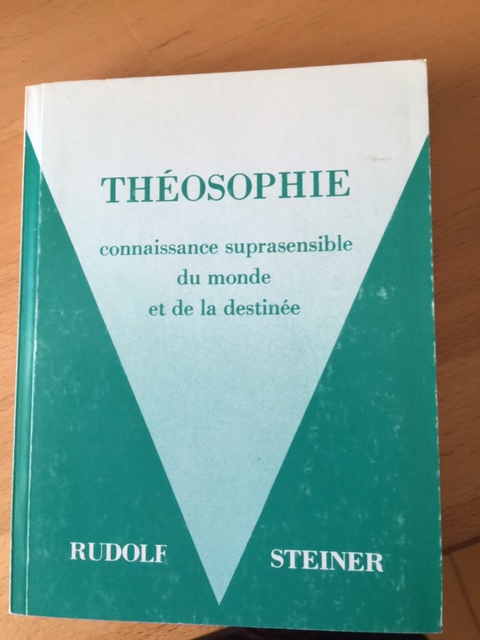 THÉOSOPHIE
connaissance suprasensible
du monde
et de la destinée
RUDOLF STEINER